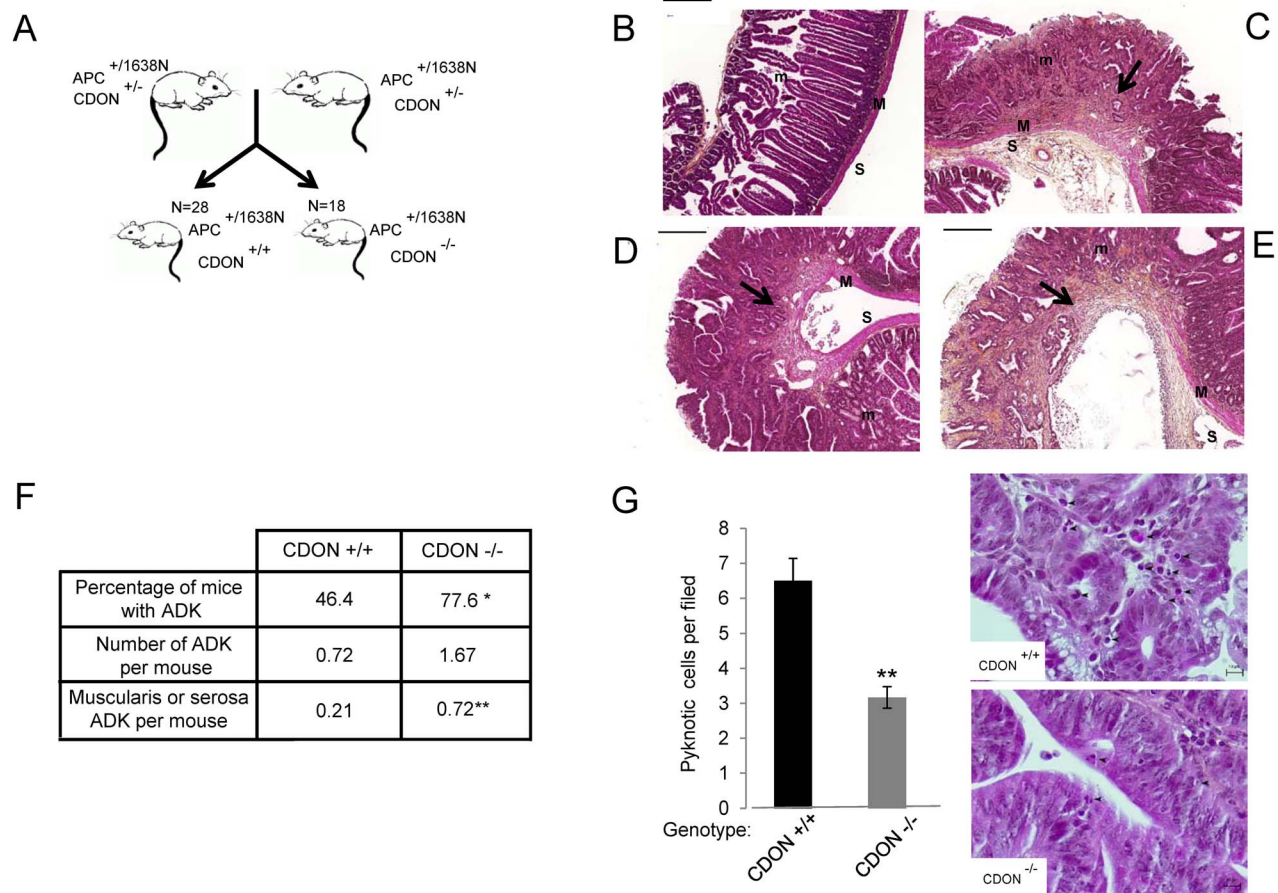 A
APC +/1638N
CDON +/-
APC +/1638N
CDON +/-
N=28
APC +/1638N
CDON +/+
N=18
APC +/1638N
CDON -/-
B
m
M
S
C
m
M
S
D
M
S
m
E
m
M
S
F
CDON +/+
CDON -/-
Percentage of mice
with ADK
46.4
77.6 *
Number of ADK
per mouse
0.72
1.67
Muscularis or serosa
ADK per mouse
0.21
0.72**
G
Pyknotic cells per filed
8
7
6
5
4
3
2
1
0
**
Genotype:
CDON +/+
CDON -/-
CDON +/+
CDON -/-